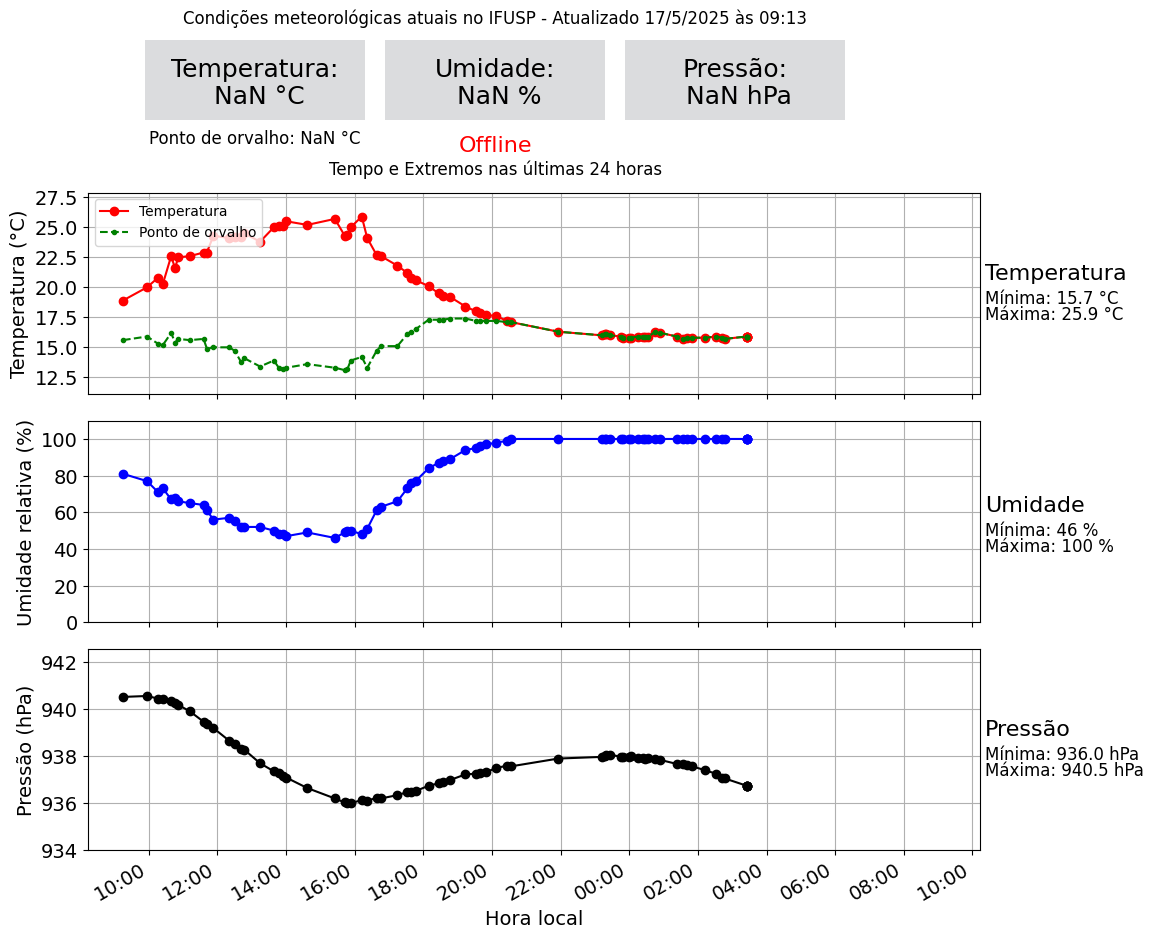 Condições meteorológicas atuais no IFUSP - Atualizado 17/5/2025 às 09:13
Temperatura:
NaN °C
Umidade:
NaN %
Pressão:
NaN hPa
Ponto de orvalho: NaN °C
Offline
Tempo e Extremos nas últimas 24 horas
Temperatura (°C)
27.5
25.0
22.5
20.0
17.5
15.0
12.5
Temperatura
Ponto de orvalho
Temperatura
Mínima: 15.7 °C
Máxima: 25.9 °C
Umidade relativa (%)
100
80
60
40
20
0
Umidade
Mínima: 46 %
Máxima: 100 %
Pressão (hPa)
942
940
938
936
934
Pressão
Mínima: 936.0 hPa
Máxima: 940.5 hPa
10:00
12:00
14:00
16:00
18:00
20:00
22:00
00:00
02:00
04:00
06:00
08:00
10:00
Hora local